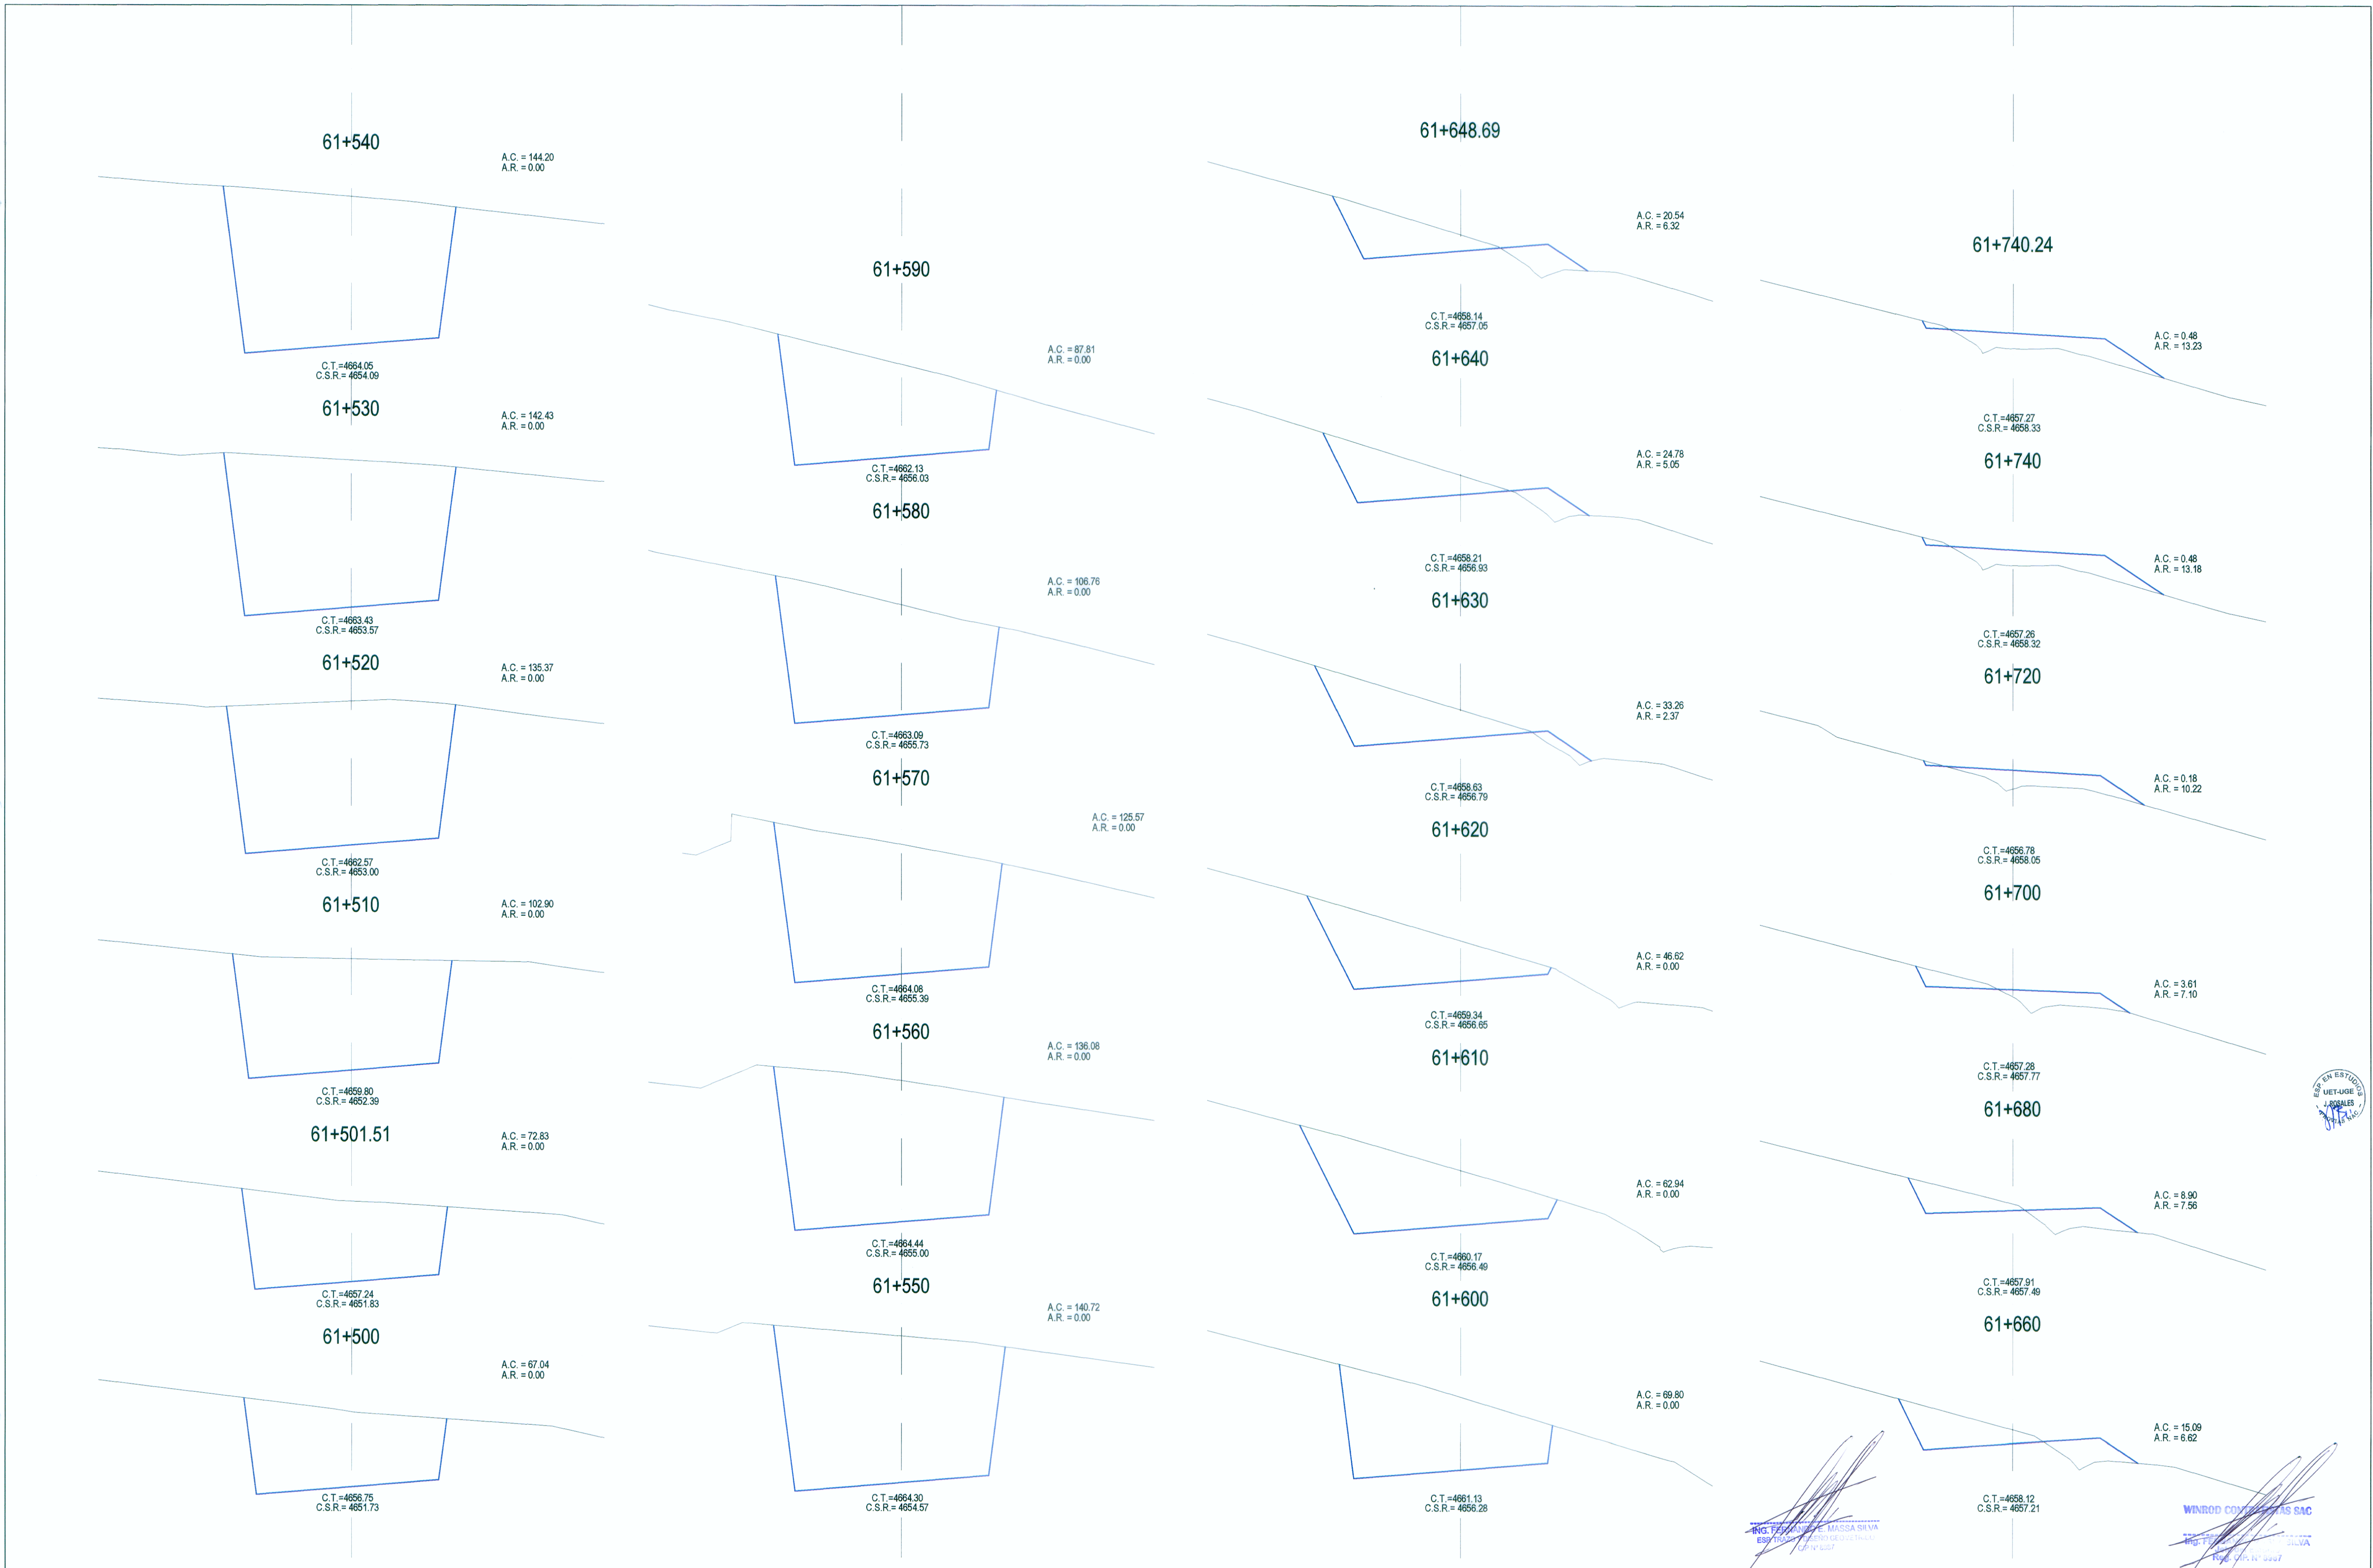 61+540
A.C. = 144.20
A.R. = 0.00
C.T.=4664.05
C.S.R.= 4654.09
61+530
A.C. = 142.43
A.R. = 0.00
C.T.=4663.43
C.S.R.= 4653.57
61+520
A.C. = 135.37
A.R. = 0.00
C.T.=4662.57
C.S.R.= 4653.00
61+510
A.C. = 102.90
A.R. = 0.00
C.T.=4659.80
C.S.R.= 4652.39
61+501.51
A.C. = 72.83
A.R. = 0.00
C.T.=4657.24
C.S.R.= 4651.83
61+500
A.C. = 67.04
A.R. = 0.00
C.T.=4656.75
C.S.R.= 4651.73
61+590
A.C. = 87.81
A.R. = 0.00
C.T.=4662.13
C.S.R.= 4656.03
61+580
A.C. = 106.76
A.R. = 0.00
C.T.=4663.09
C.S.R.= 4655.73
61+570
A.C. = 125.57
A.R. = 0.00
C.T.=4664.08
C.S.R.= 4655.39
61+560
A.C. = 136.08
A.R. = 0.00
C.T.=4664.44
C.S.R.= 4655.00
61+550
A.C. = 140.72
A.R. = 0.00
C.T.=4664.30
C.S.R.= 4654.57
61+648.69
A.C. = 20.54
A.R. = 6.32
C.T.=4658.14
C.S.R.= 4657.05
61+640
A.C. = 24.78
A.R. = 5.05
C.T.=4658.21
C.S.R.= 4656.93
61+630
A.C. = 33.26
A.R. = 2.37
C.T.=4658.63
C.S.R.= 4656.79
61+620
A.C. = 46.62
A.R. = 0.00
C.T.=4659.34
C.S.R.= 4656.65
61+610
A.C. = 62.94
A.R. = 0.00
C.T.=4660.17
C.S.R.= 4656.49
61+600
A.C. = 69.80
A.R. = 0.00
C.T.=4661.13
C.S.R.= 4656.28
61+740.24
A.C. = 0.48
A.R. = 13.23
C.T.=4657.27
C.S.R.= 4658.33
61+740
A.C. = 0.48
A.R. = 13.18
C.T.=4657.26
C.S.R.= 4658.32
61+720
A.C. = 0.18
A.R. = 10.22
C.T.=4656.78
C.S.R.= 4658.05
61+700
A.C. = 3.61
A.R. = 7.10
C.T.=4657.28
C.S.R.= 4657.77
61+680
A.C. = 8.90
A.R. = 7.56
C.T.=4657.91
C.S.R.= 4657.49
61+660
A.C. = 15.09
A.R. = 6.62
C.T.=4658.12
C.S.R.= 4657.21
ESP. EN ESTUDIOS
UET-UGE
J. ROSALES
ING. FERNANDO E. MASSA SILVA
WINROD CONTRATISTAS SAC